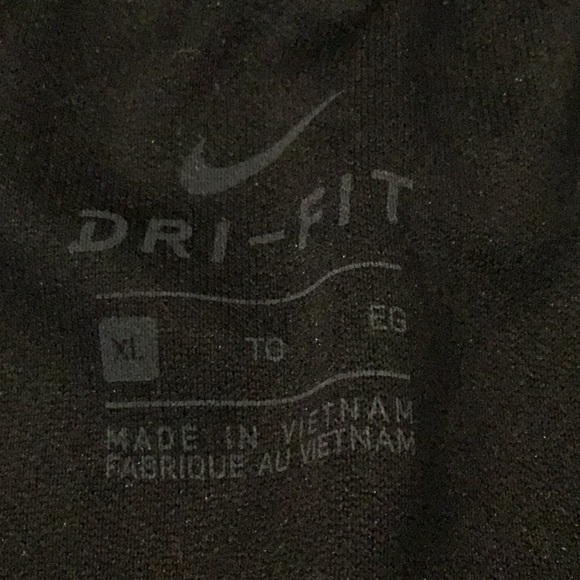 DRI-FIT
XL TG EG
MADE IN VIETNAM
FABRIQUE AU VIETNAM